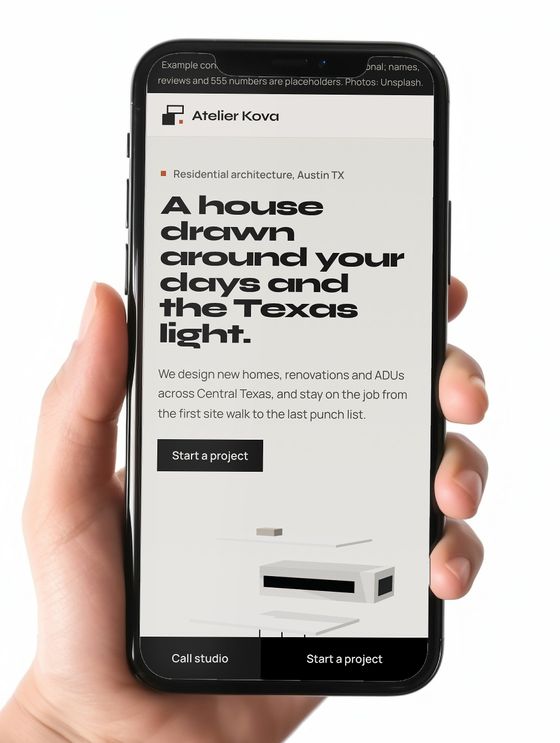 Example con onal; names,
reviews and 555 numbers are placeholders. Photos: Unsplash.
Atelier Kova
Residential architecture, Austin TX
A house
drawn
around your
days and
the Texas
light.
We design new homes, renovations and ADUs
across Central Texas, and stay on the job from
the first site walk to the last punch list.
Start a project
Call studio
Start a project